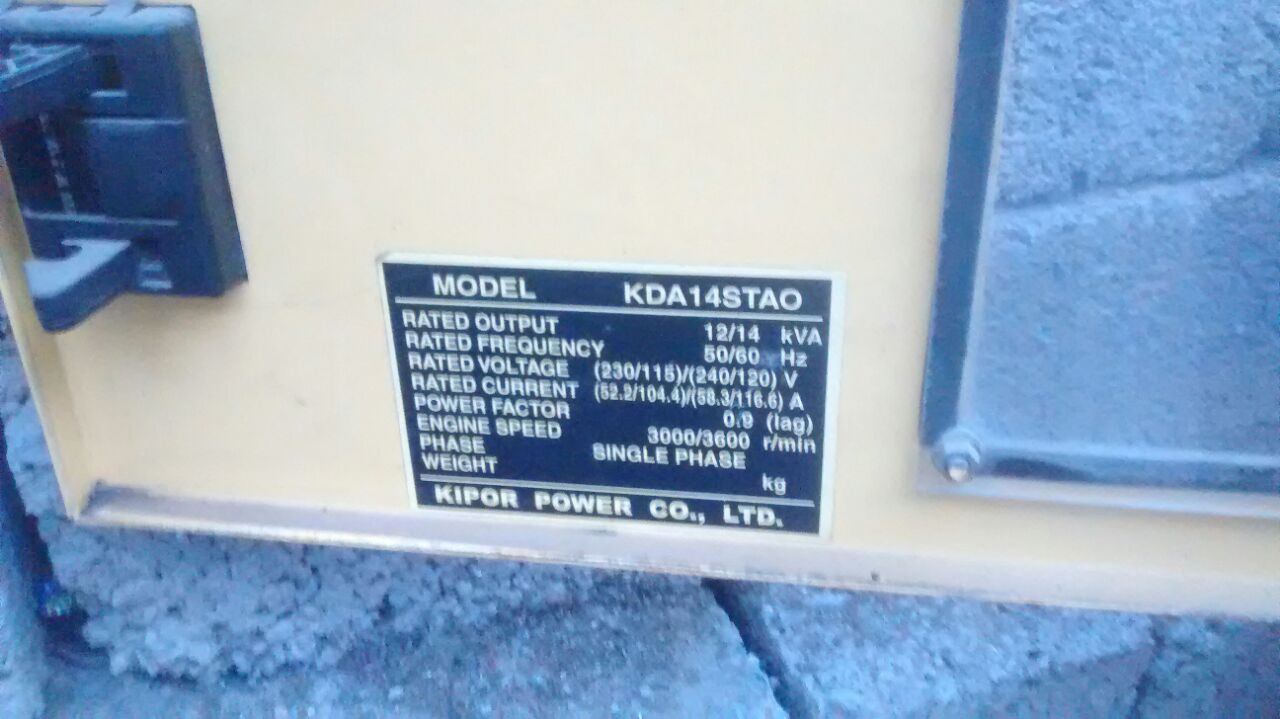 MODEL KDA14STAO
RATED OUTPUT 12/14 kVA
RATED FREQUENCY 50/60 Hz
RATED VOLTAGE (230/115)/(240/120) V
RATED CURRENT (52.2/104.4)/(58.3/116.6) A
POWER FACTOR 0.9 (lag)
ENGINE SPEED 3000/3600 r/min
PHASE SINGLE PHASE
WEIGHT kg
KIPOR POWER CO., LTD.